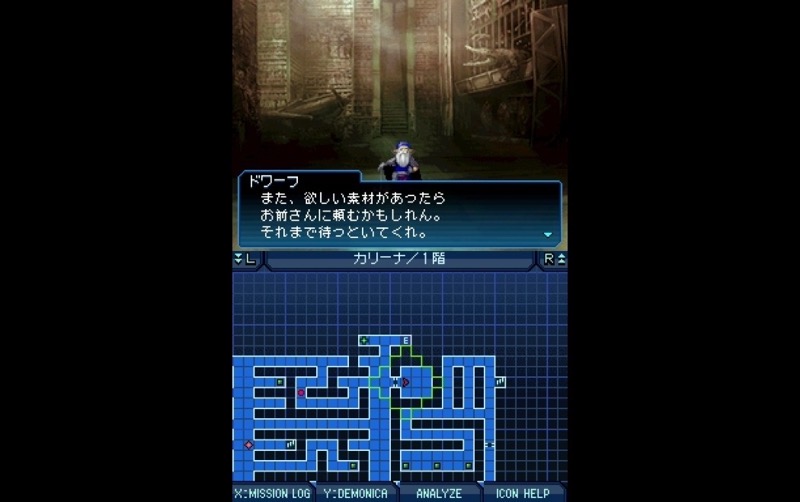 ドワーフ
また、欲しい素材があったら
お前さんに頼むかもしれん。
それまで待っといてくれ。
L カリーナ／1階 R
E
X:MISSION LOG Y:DEMONICA ANALYZE ICON HELP